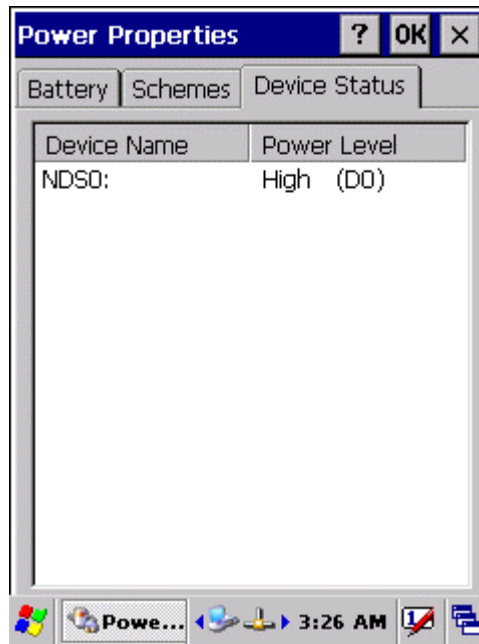 Power Properties ? OK ×
Battery Schemes Device Status
Device Name Power Level
NDS0: High (D0)
Powe... 3:26 AM